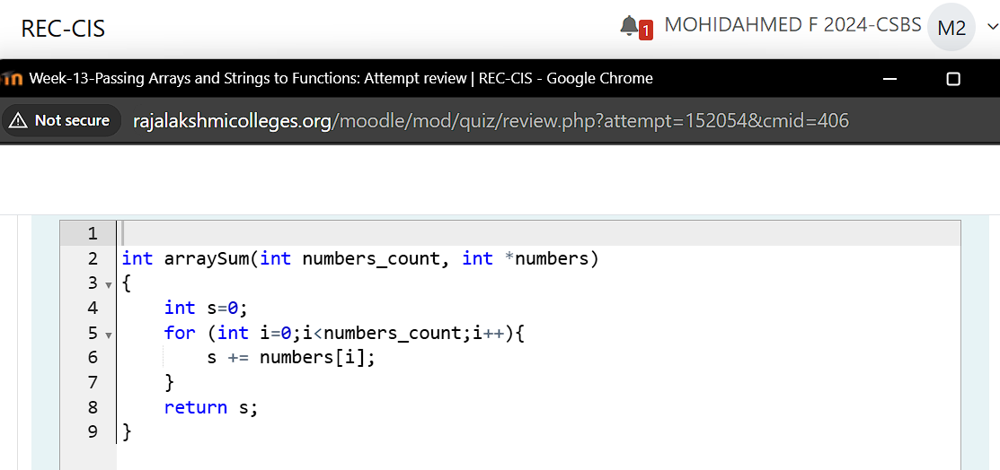 REC-CIS
1
MOHIDAHMED F 2024-CSBS
M2
Week-13-Passing Arrays and Strings to Functions: Attempt review | REC-CIS - Google Chrome
Not secure
rajalakshmicolleges.org/moodle/mod/quiz/review.php?attempt=152054&cmid=406
1
2 int arraySum(int numbers_count, int *numbers)
3 {
4     int s=0;
5     for (int i=0;i<numbers_count;i++){
6         s += numbers[i];
7     }
8     return s;
9 }